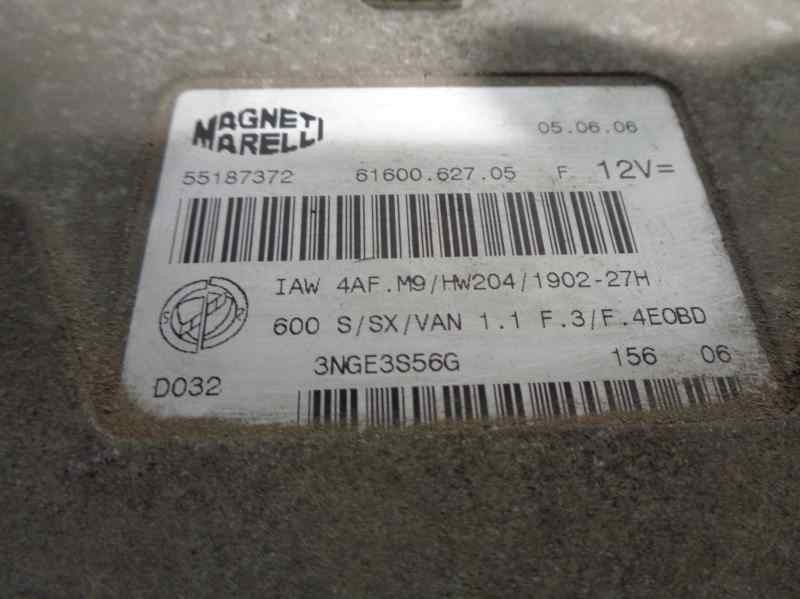 MAGNETI
MARELLI
05.06.06
55187372 61600.627.05 F 12V=
IAW 4AF.M9/HW204/1902-27H
600 S/SX/VAN 1.1 F.3/F.4EOBD
3NGE3S56G 156 06
D032